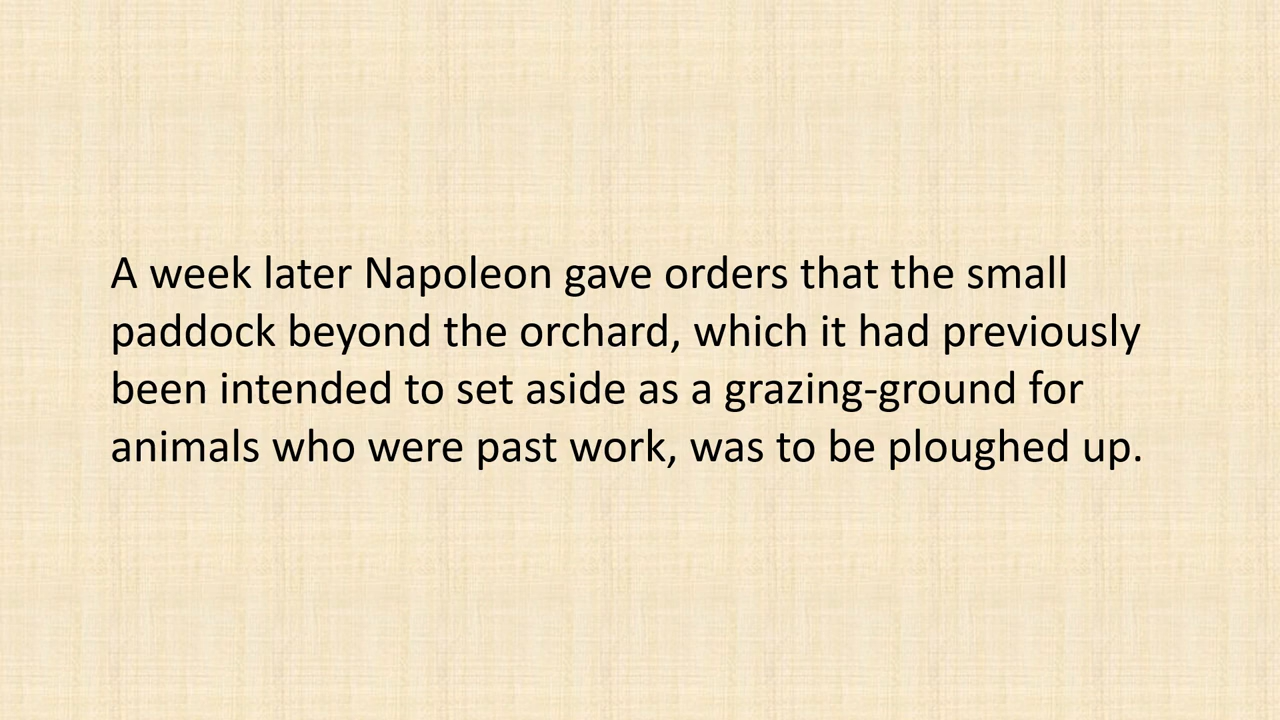 A week later Napoleon gave orders that the small
paddock beyond the orchard, which it had previously
been intended to set aside as a grazing-ground for
animals who were past work, was to be ploughed up.